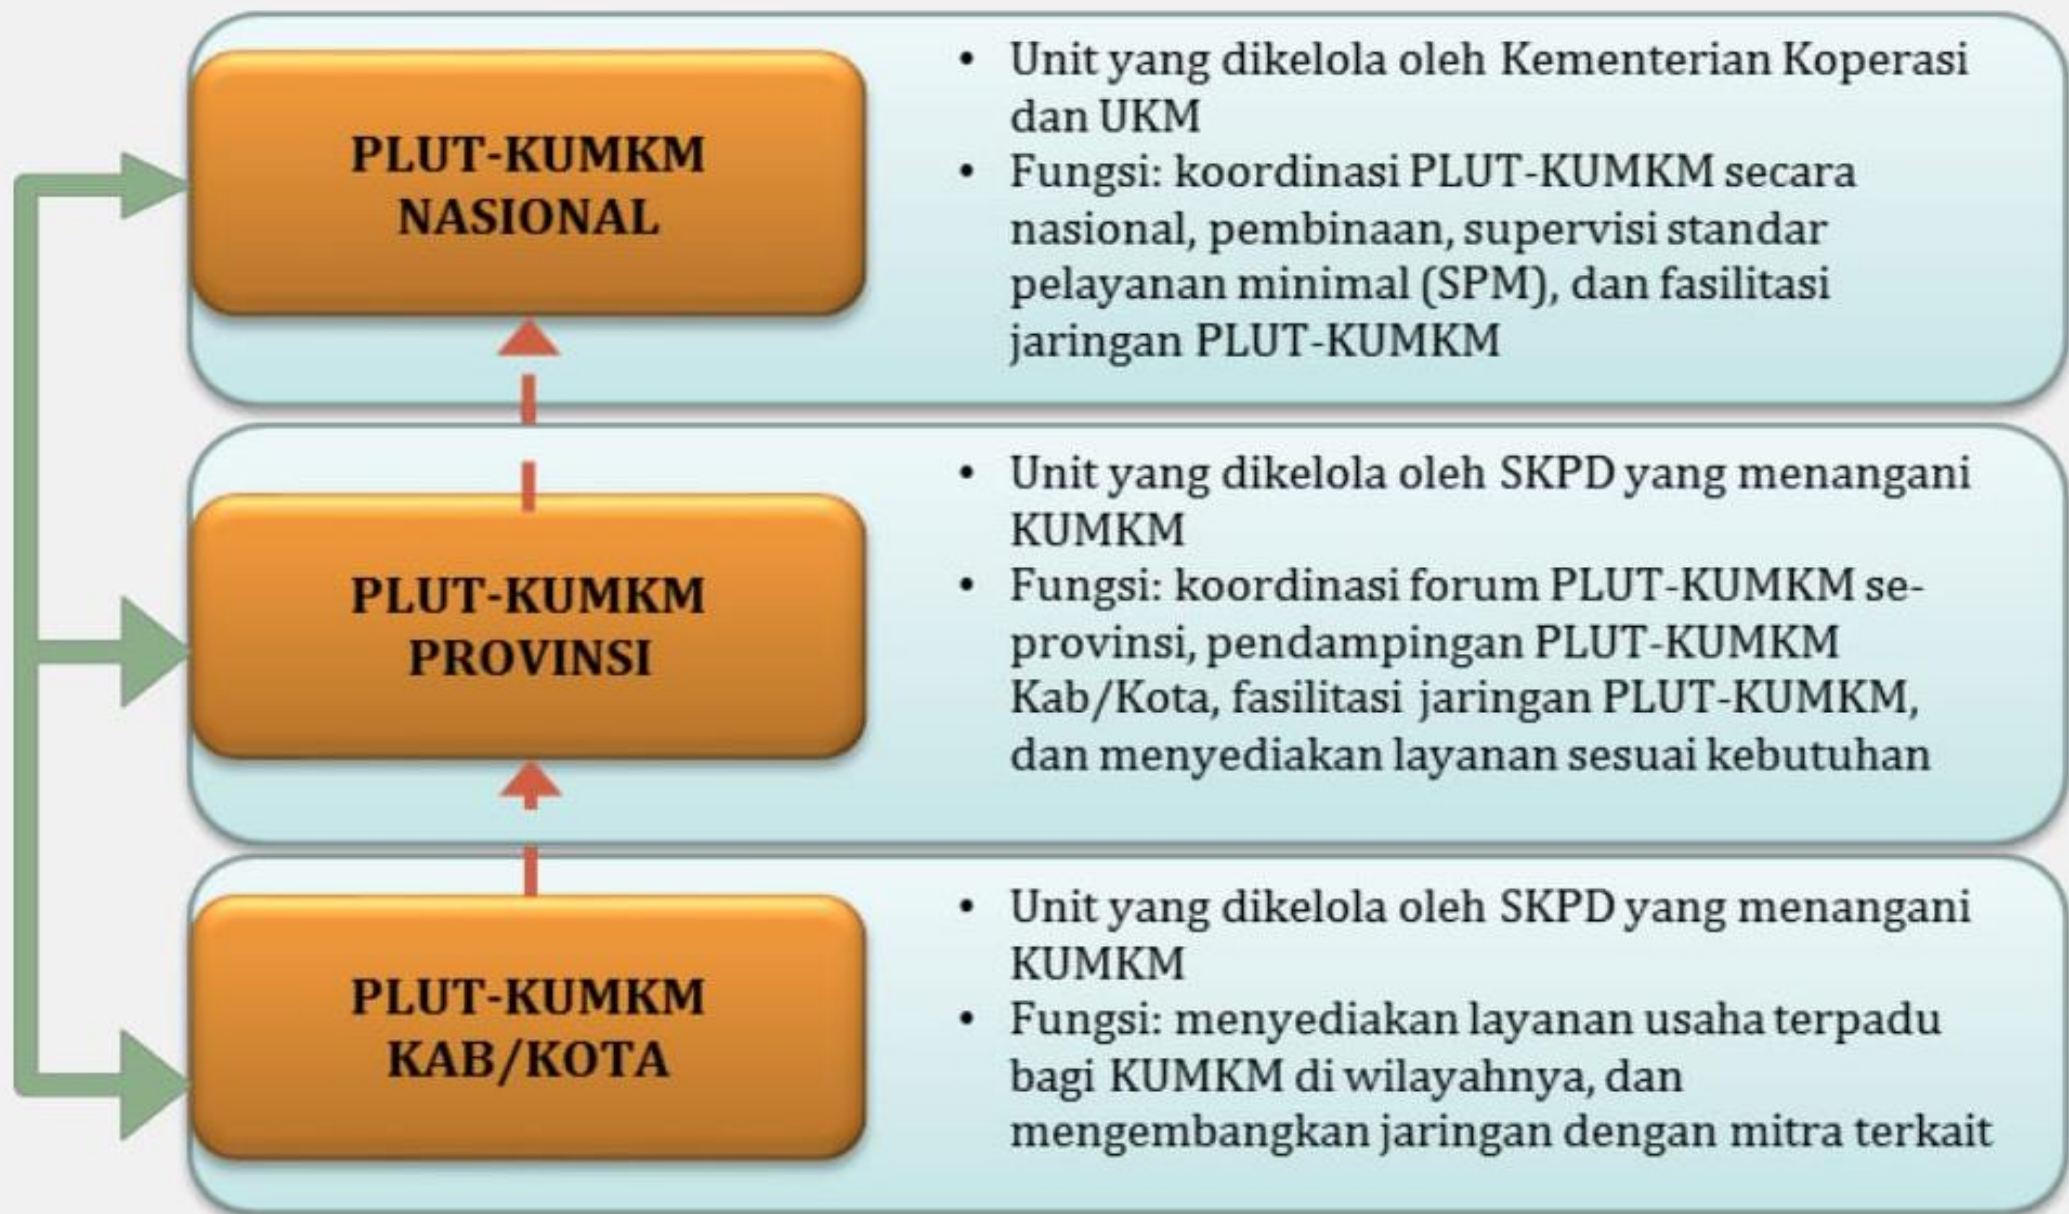 PLUT-KUMKM
NASIONAL
• Unit yang dikelola oleh Kementerian Koperasi
dan UKM
• Fungsi: koordinasi PLUT-KUMKM secara
nasional, pembinaan, supervisi standar
pelayanan minimal (SPM), dan fasilitasi
jaringan PLUT-KUMKM
PLUT-KUMKM
PROVINSI
• Unit yang dikelola oleh SKPD yang menangani
KUMKM
• Fungsi: koordinasi forum PLUT-KUMKM se-
provinsi, pendampingan PLUT-KUMKM
Kab/Kota, fasilitasi jaringan PLUT-KUMKM,
dan menyediakan layanan sesuai kebutuhan
PLUT-KUMKM
KAB/KOTA
• Unit yang dikelola oleh SKPD yang menangani
KUMKM
• Fungsi: menyediakan layanan usaha terpadu
bagi KUMKM di wilayahnya, dan
mengembangkan jaringan dengan mitra terkait